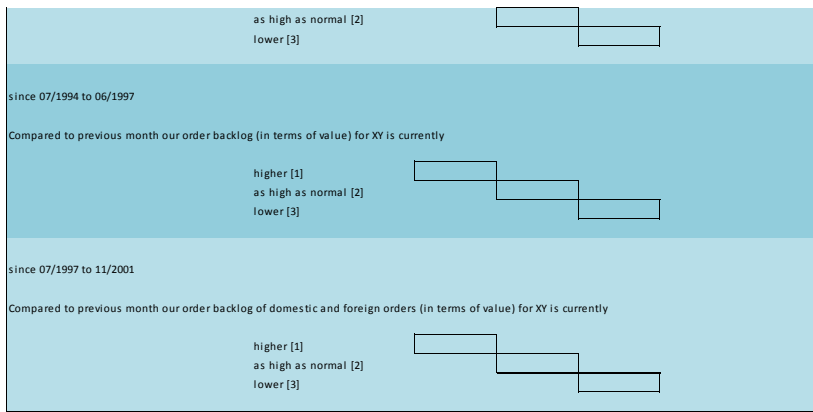 as high as normal [2]
lower [3]
since 07/1994 to 06/1997
Compared to previous month our order backlog (in terms of value) for XY is currently
higher [1]
as high as normal [2]
lower [3]
since 07/1997 to 11/2001
Compared to previous month our order backlog of domestic and foreign orders (in terms of value) for XY is currently
higher [1]
as high as normal [2]
lower [3]